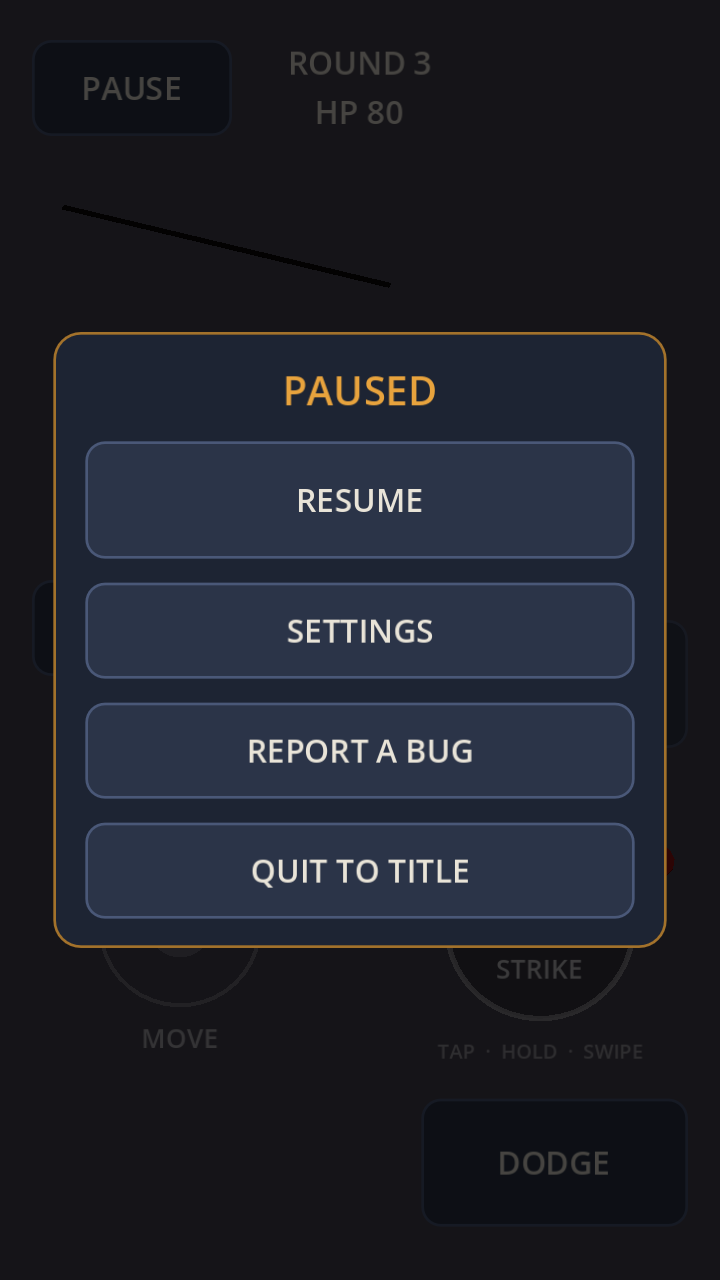 PAUSE
ROUND 3
HP 80
PAUSED
RESUME
SETTINGS
REPORT A BUG
QUIT TO TITLE
STRIKE
MOVE
TAP · HOLD · SWIPE
DODGE